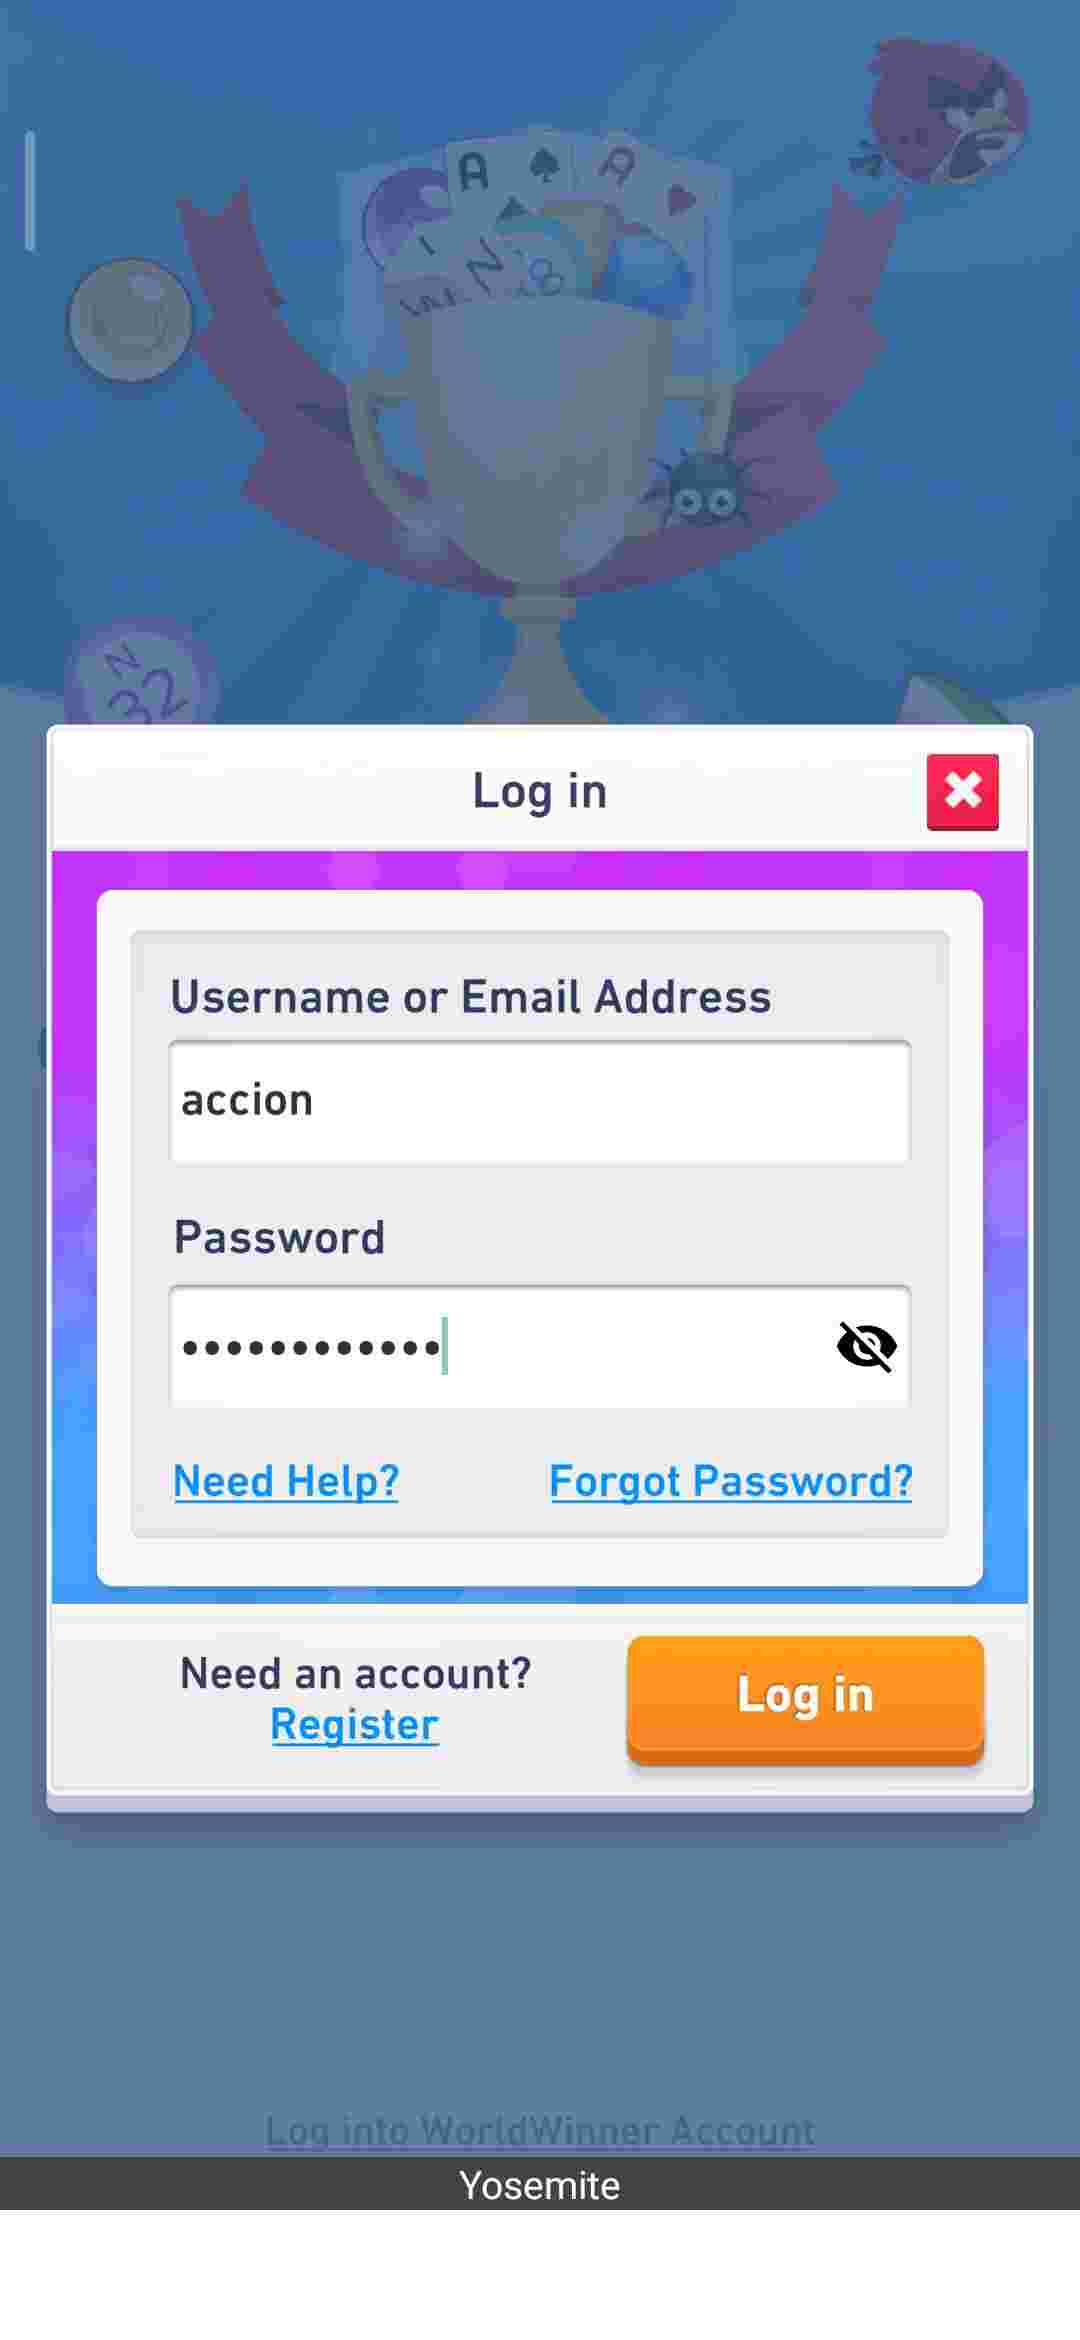 A A
I N 8
N
32
Log in
Username or Email Address
accion
Password
••••••••••••
Need Help? Forgot Password?
Need an account?
Register
Log in
Log into WorldWinner Account
Yosemite